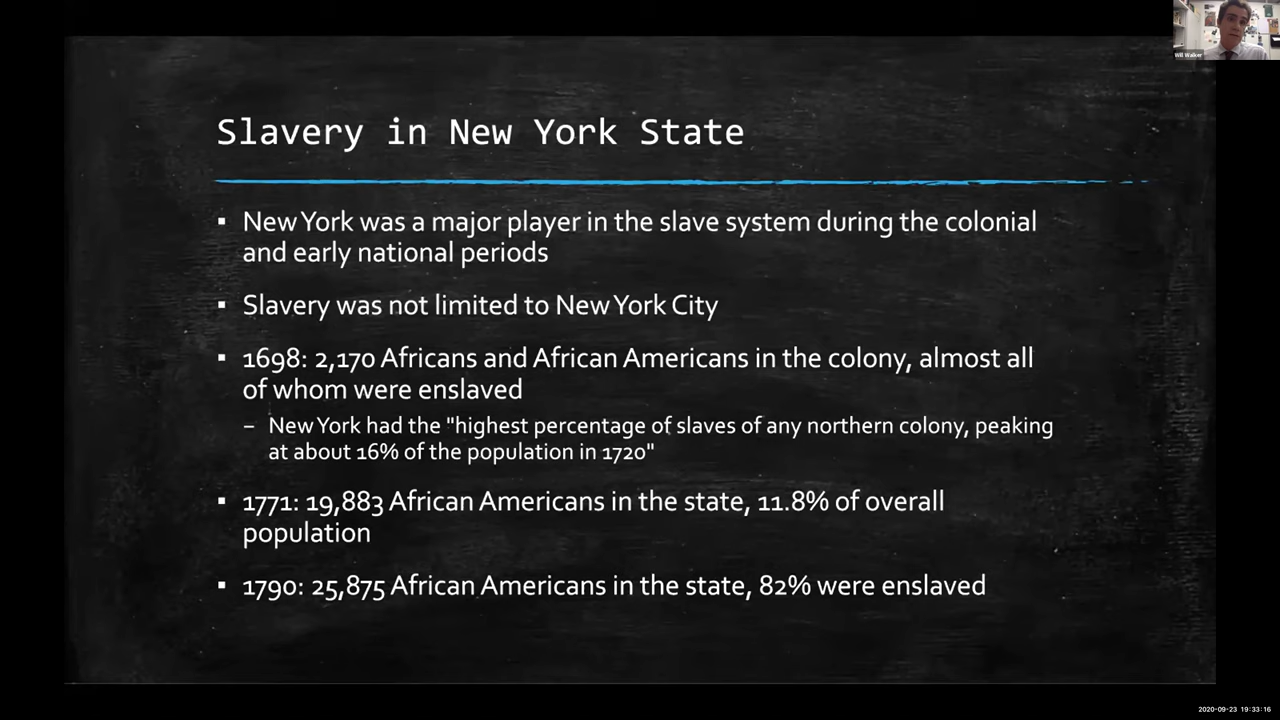 Will Walker
Slavery in New York State
▪ New York was a major player in the slave system during the colonial
and early national periods
▪ Slavery was not limited to New York City
▪ 1698: 2,170 Africans and African Americans in the colony, almost all
of whom were enslaved
– New York had the "highest percentage of slaves of any northern colony, peaking
at about 16% of the population in 1720"
▪ 1771: 19,883 African Americans in the state, 11.8% of overall
population
▪ 1790: 25,875 African Americans in the state, 82% were enslaved
2020-09-23 19:33:16